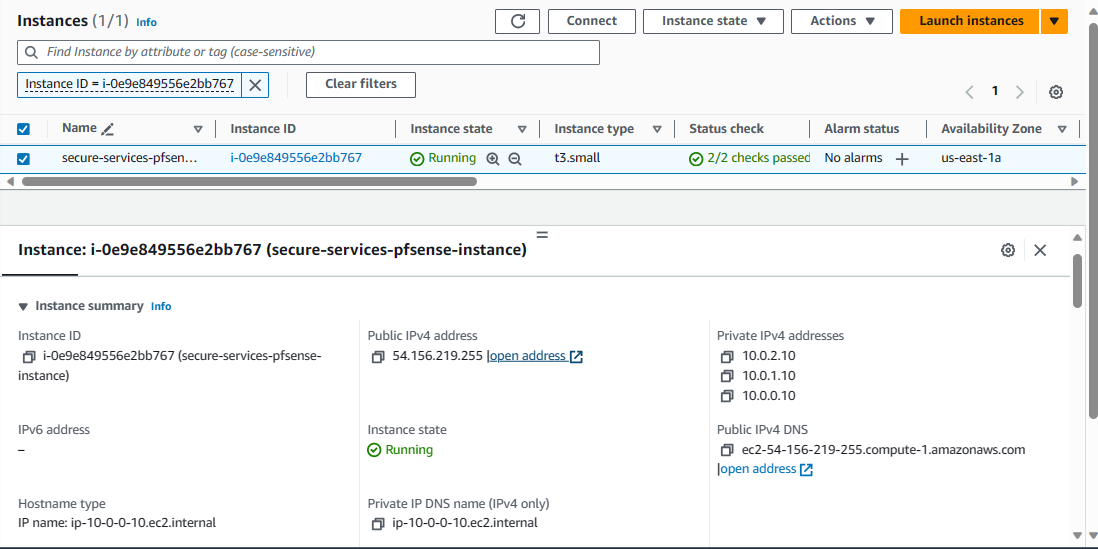 Instances (1/1) Info
Connect
Instance state
Actions
Launch instances
Find Instance by attribute or tag (case-sensitive)
Instance ID = i-0e9e849556e2bb767
Clear filters
1
Name Instance ID Instance state Instance type Status check Alarm status Availability Zone
secure-services-pfsen... i-0e9e849556e2bb767 Running t3.small 2/2 checks passed No alarms us-east-1a
Instance: i-0e9e849556e2bb767 (secure-services-pfsense-instance)
Instance summary Info
Instance ID
i-0e9e849556e2bb767 (secure-services-pfsense-
instance)
Public IPv4 address
54.156.219.255 |open address
Private IPv4 addresses
10.0.2.10
10.0.1.10
10.0.0.10
IPv6 address
–
Instance state
Running
Public IPv4 DNS
ec2-54-156-219-255.compute-1.amazonaws.com
|open address
Hostname type
IP name: ip-10-0-0-10.ec2.internal
Private IP DNS name (IPv4 only)
ip-10-0-0-10.ec2.internal